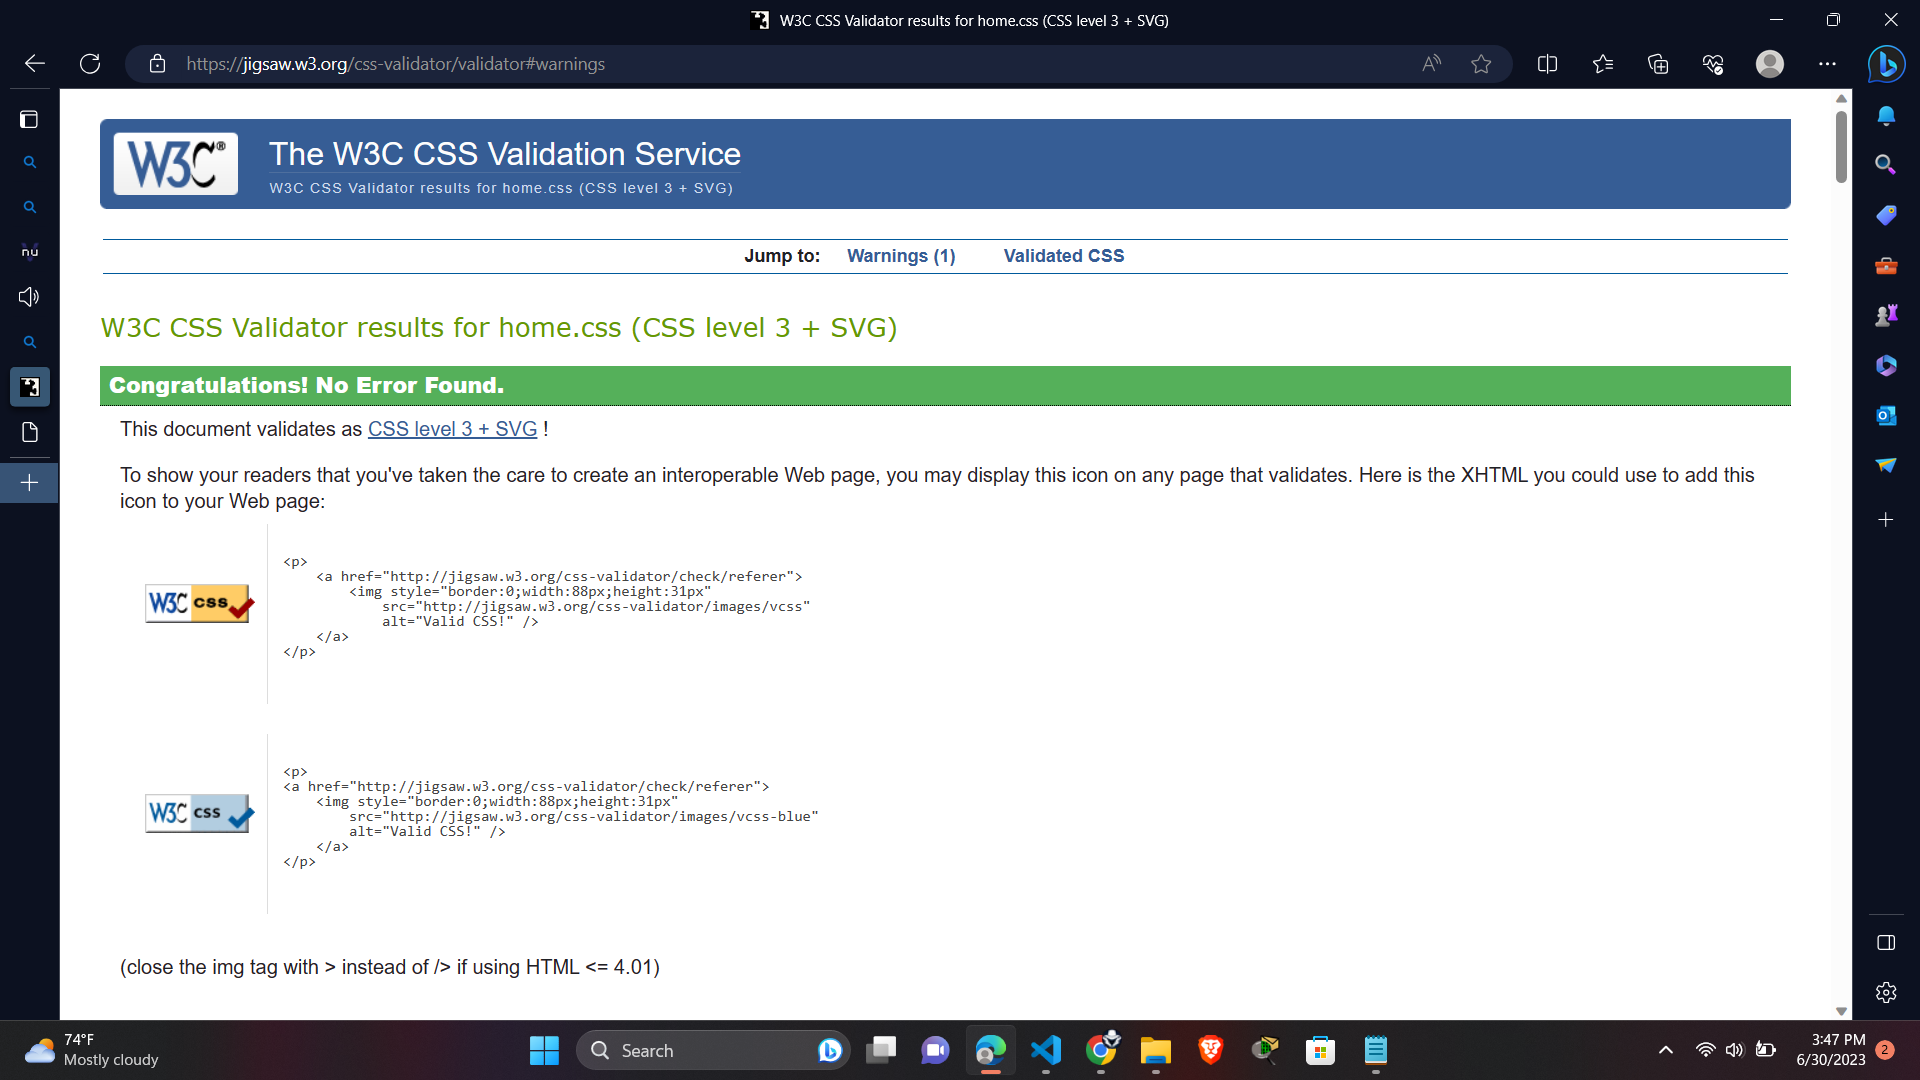 W3C CSS Validator results for home.css (CSS level 3 + SVG)
https://jigsaw.w3.org/css-validator/validator#warnings
nu
W3C®
The W3C CSS Validation Service
W3C CSS Validator results for home.css (CSS level 3 + SVG)
Jump to: Warnings (1) Validated CSS
W3C CSS Validator results for home.css (CSS level 3 + SVG)
Congratulations! No Error Found.
This document validates as CSS level 3 + SVG !
To show your readers that you've taken the care to create an interoperable Web page, you may display this icon on any page that validates. Here is the XHTML you could use to add this
icon to your Web page:
W3C css
<p>
<a href="http://jigsaw.w3.org/css-validator/check/referer">
<img style="border:0;width:88px;height:31px"
src="http://jigsaw.w3.org/css-validator/images/vcss"
alt="Valid CSS!" />
</a>
</p>
W3C css
<p>
<a href="http://jigsaw.w3.org/css-validator/check/referer">
<img style="border:0;width:88px;height:31px"
src="http://jigsaw.w3.org/css-validator/images/vcss-blue"
alt="Valid CSS!" />
</a>
</p>
(close the img tag with > instead of /> if using HTML <= 4.01)
74°F
Mostly cloudy
Search
3:47 PM
6/30/2023
2